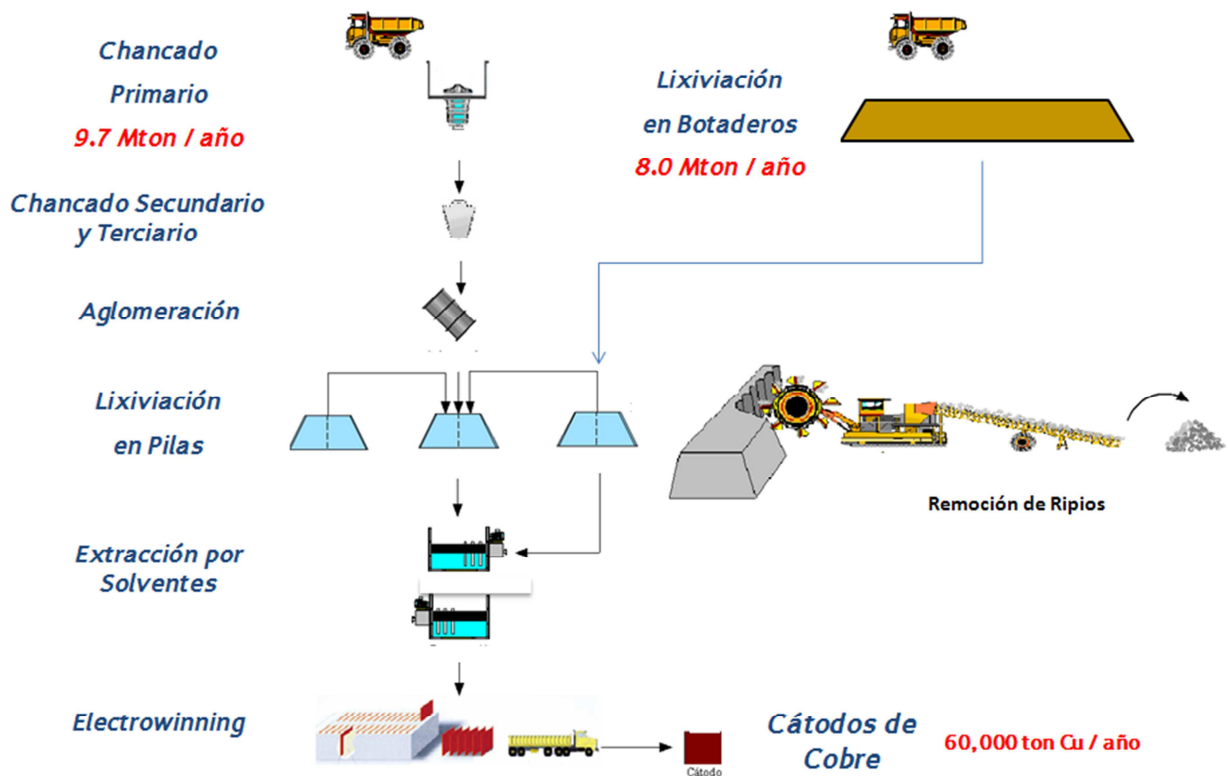 Chancado
Primario
9.7 Mton / año
Lixiviación
en Botaderos
8.0 Mton / año
Chancado Secundario
y Terciario
Aglomeración
Lixiviación
en Pilas
Remoción de Ripios
Extracción por
Solventes
Electrowinning
Cátodo
Cátodos de
Cobre
60,000 ton Cu / año